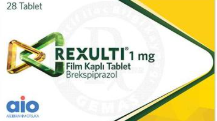 28 Tablet
REXULTI® 1 mg
Film Kaplı Tablet
Brekspiprazol
aio